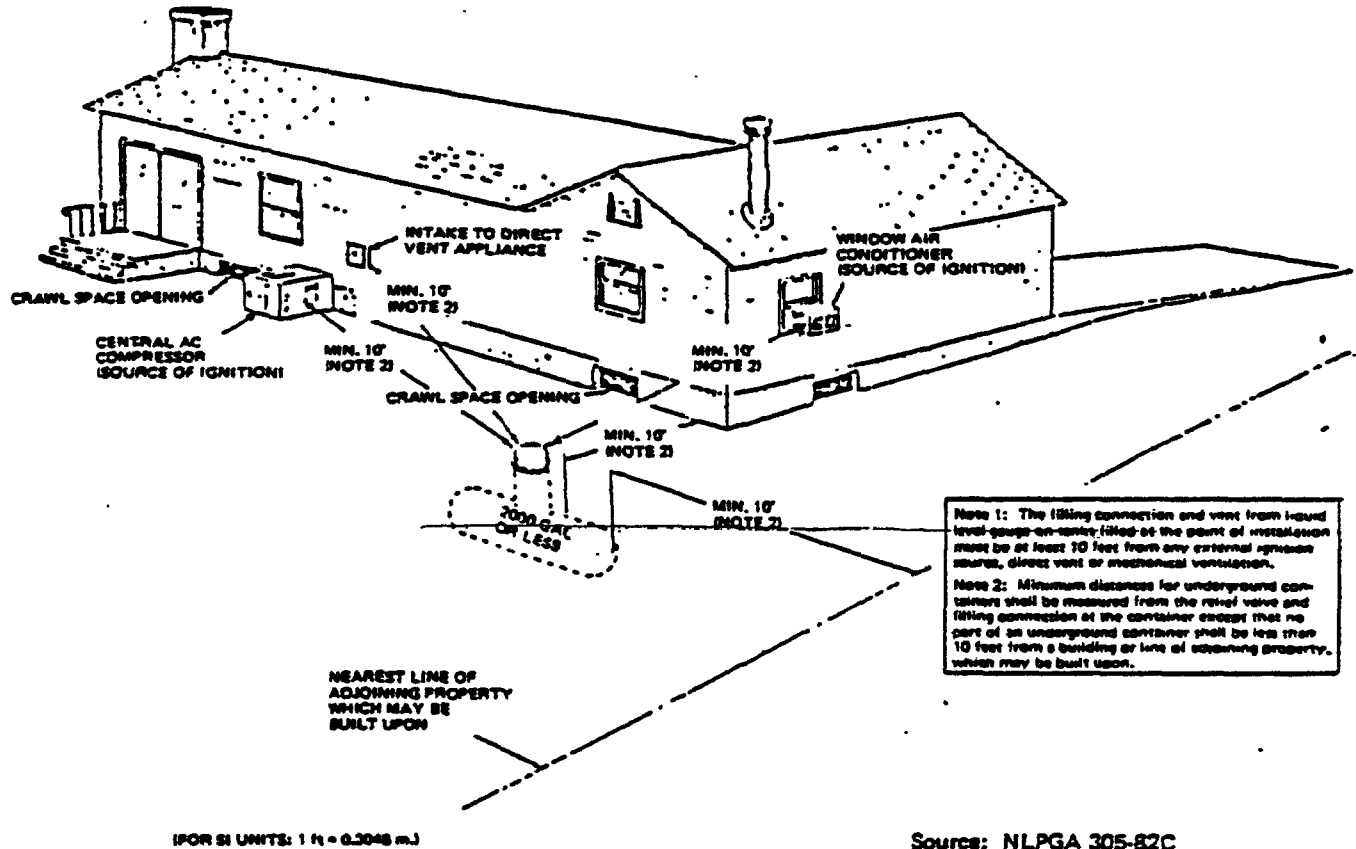 INTAKE TO DIRECT
VENT APPLIANCE
WINDOW AIR
CONDITIONER
(SOURCE OF IGNITION)
CRAWL SPACE OPENING
MIN. 10'
(NOTE 2)
CENTRAL AC
COMPRESSOR
(SOURCE OF IGNITION)
MIN. 10'
(NOTE 2)
MIN. 10'
(NOTE 2)
CRAWL SPACE OPENING
MIN. 10'
(NOTE 2)
MIN. 10'
(NOTE 2)
2000 GAL
OR LESS
Note 1: The filling connection and vent from liquid
level gauge on tanks filled at the point of installation
must be at least 10 feet from any external ignition
source, direct vent or mechanical ventilation.
Note 2: Minimum distances for underground con-
tainers shall be measured from the relief valve and
filling connection at the container except that no
part of an underground container shall be less than
10 feet from a building or line of adjoining property,
which may be built upon.
NEAREST LINE OF
ADJOINING PROPERTY
WHICH MAY BE
BUILT UPON
(FOR SI UNITS: 1 ft = 0.3048 m.)
Source: NLPGA 305-82C